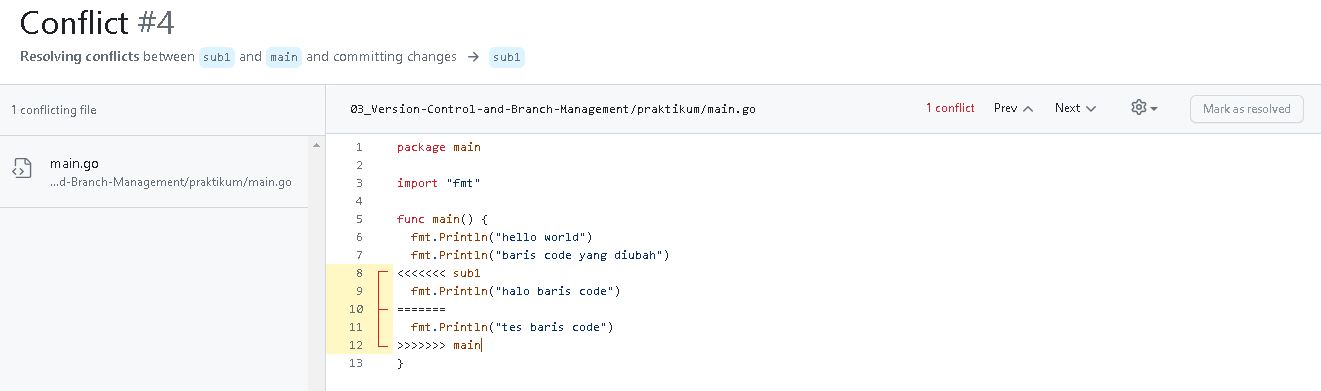 Conflict #4
Resolving conflicts between sub1 and main and committing changes → sub1
1 conflicting file
03_Version-Control-and-Branch-Management/praktikum/main.go
1 conflict Prev Next Mark as resolved
main.go
...d-Branch-Management/praktikum/main.go
1 package main
2
3 import "fmt"
4
5 func main() {
6 fmt.Println("hello world")
7 fmt.Println("baris code yang diubah")
8 <<<<<<< sub1
9 fmt.Println("halo baris code")
10 =======
11 fmt.Println("tes baris code")
12 >>>>>>> main
13 }